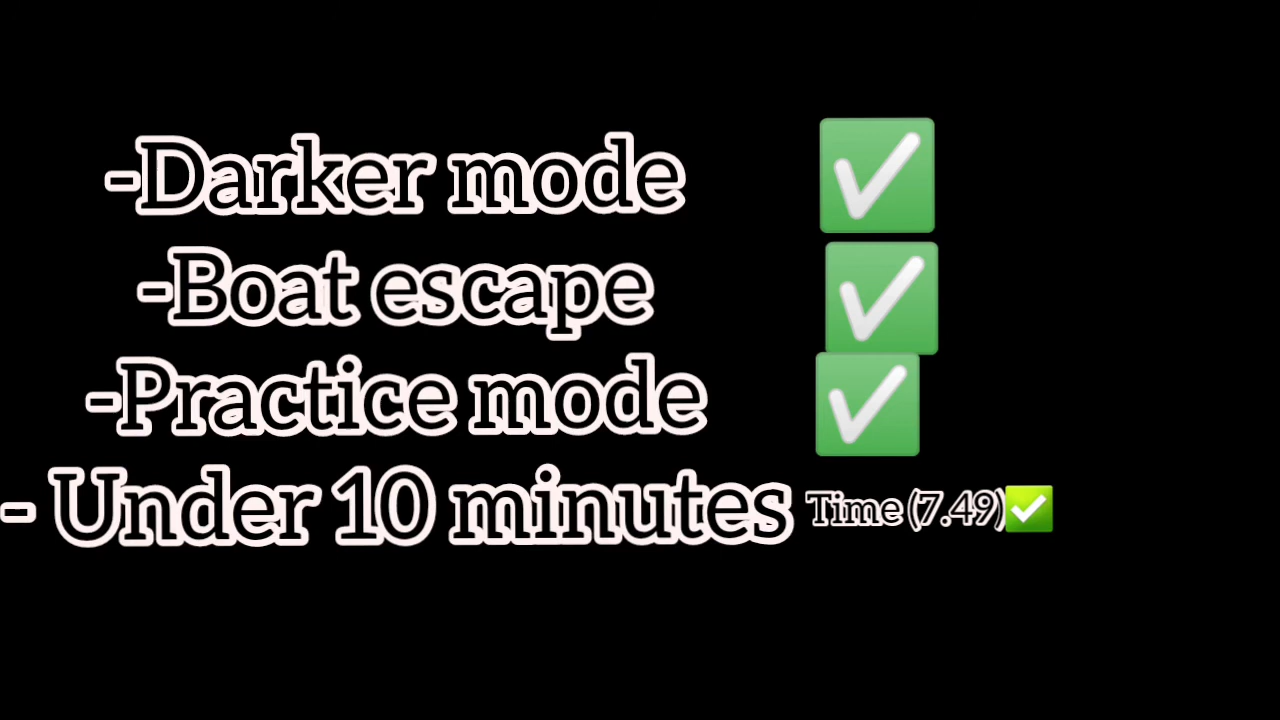 -Darker mode ✅
-Boat escape ✅
-Practice mode ✅
- Under 10 minutes Time (7.49)✅